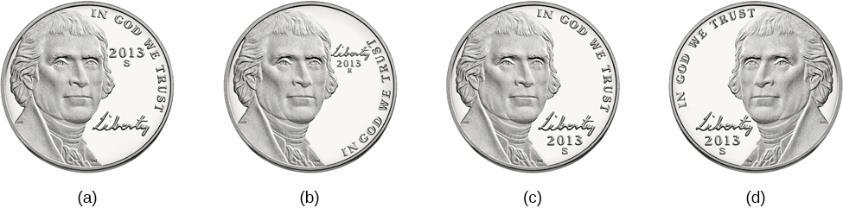 IN GOD WE TRUST
2013
S
Liberty
(a)
Liberty
2013
IN GOD WE TRUST
(b)
IN GOD WE TRUST
Liberty
2013
S
(c)
IN GOD WE TRUST
Liberty
2013
S
(d)